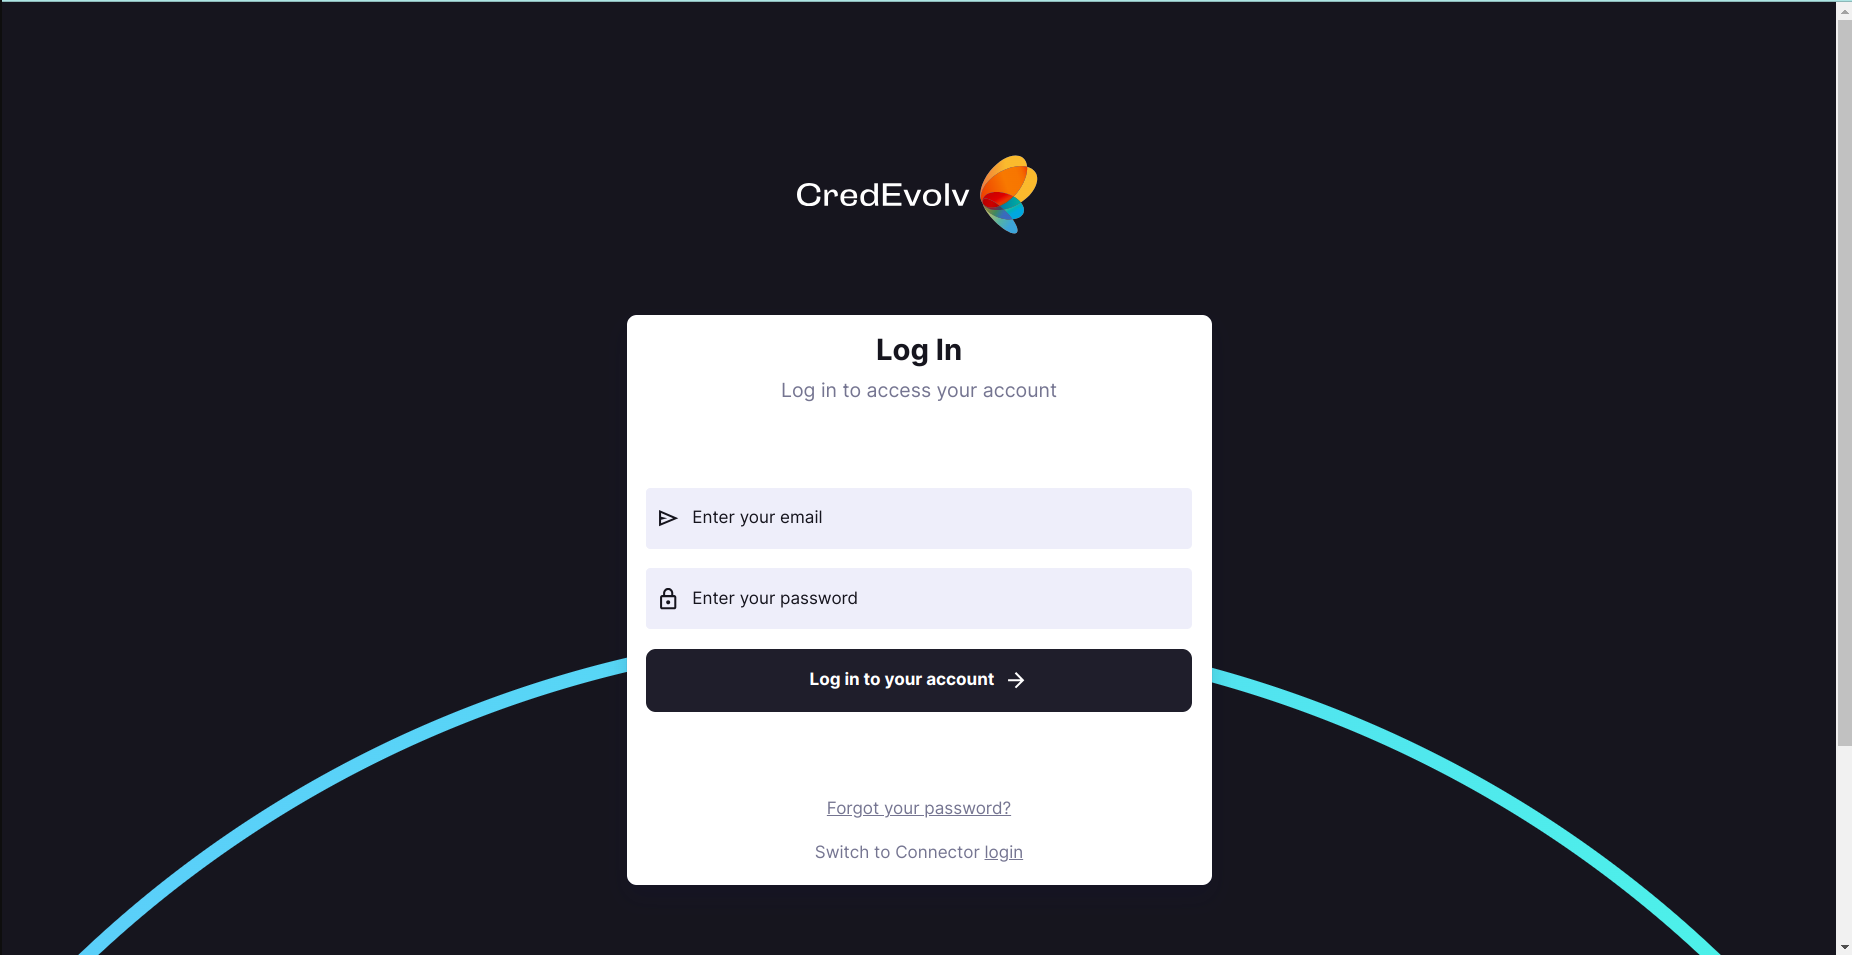 CredEvolv
Log In
Log in to access your account
Enter your email
Enter your password
Log in to your account
Forgot your password?
Switch to Connector login